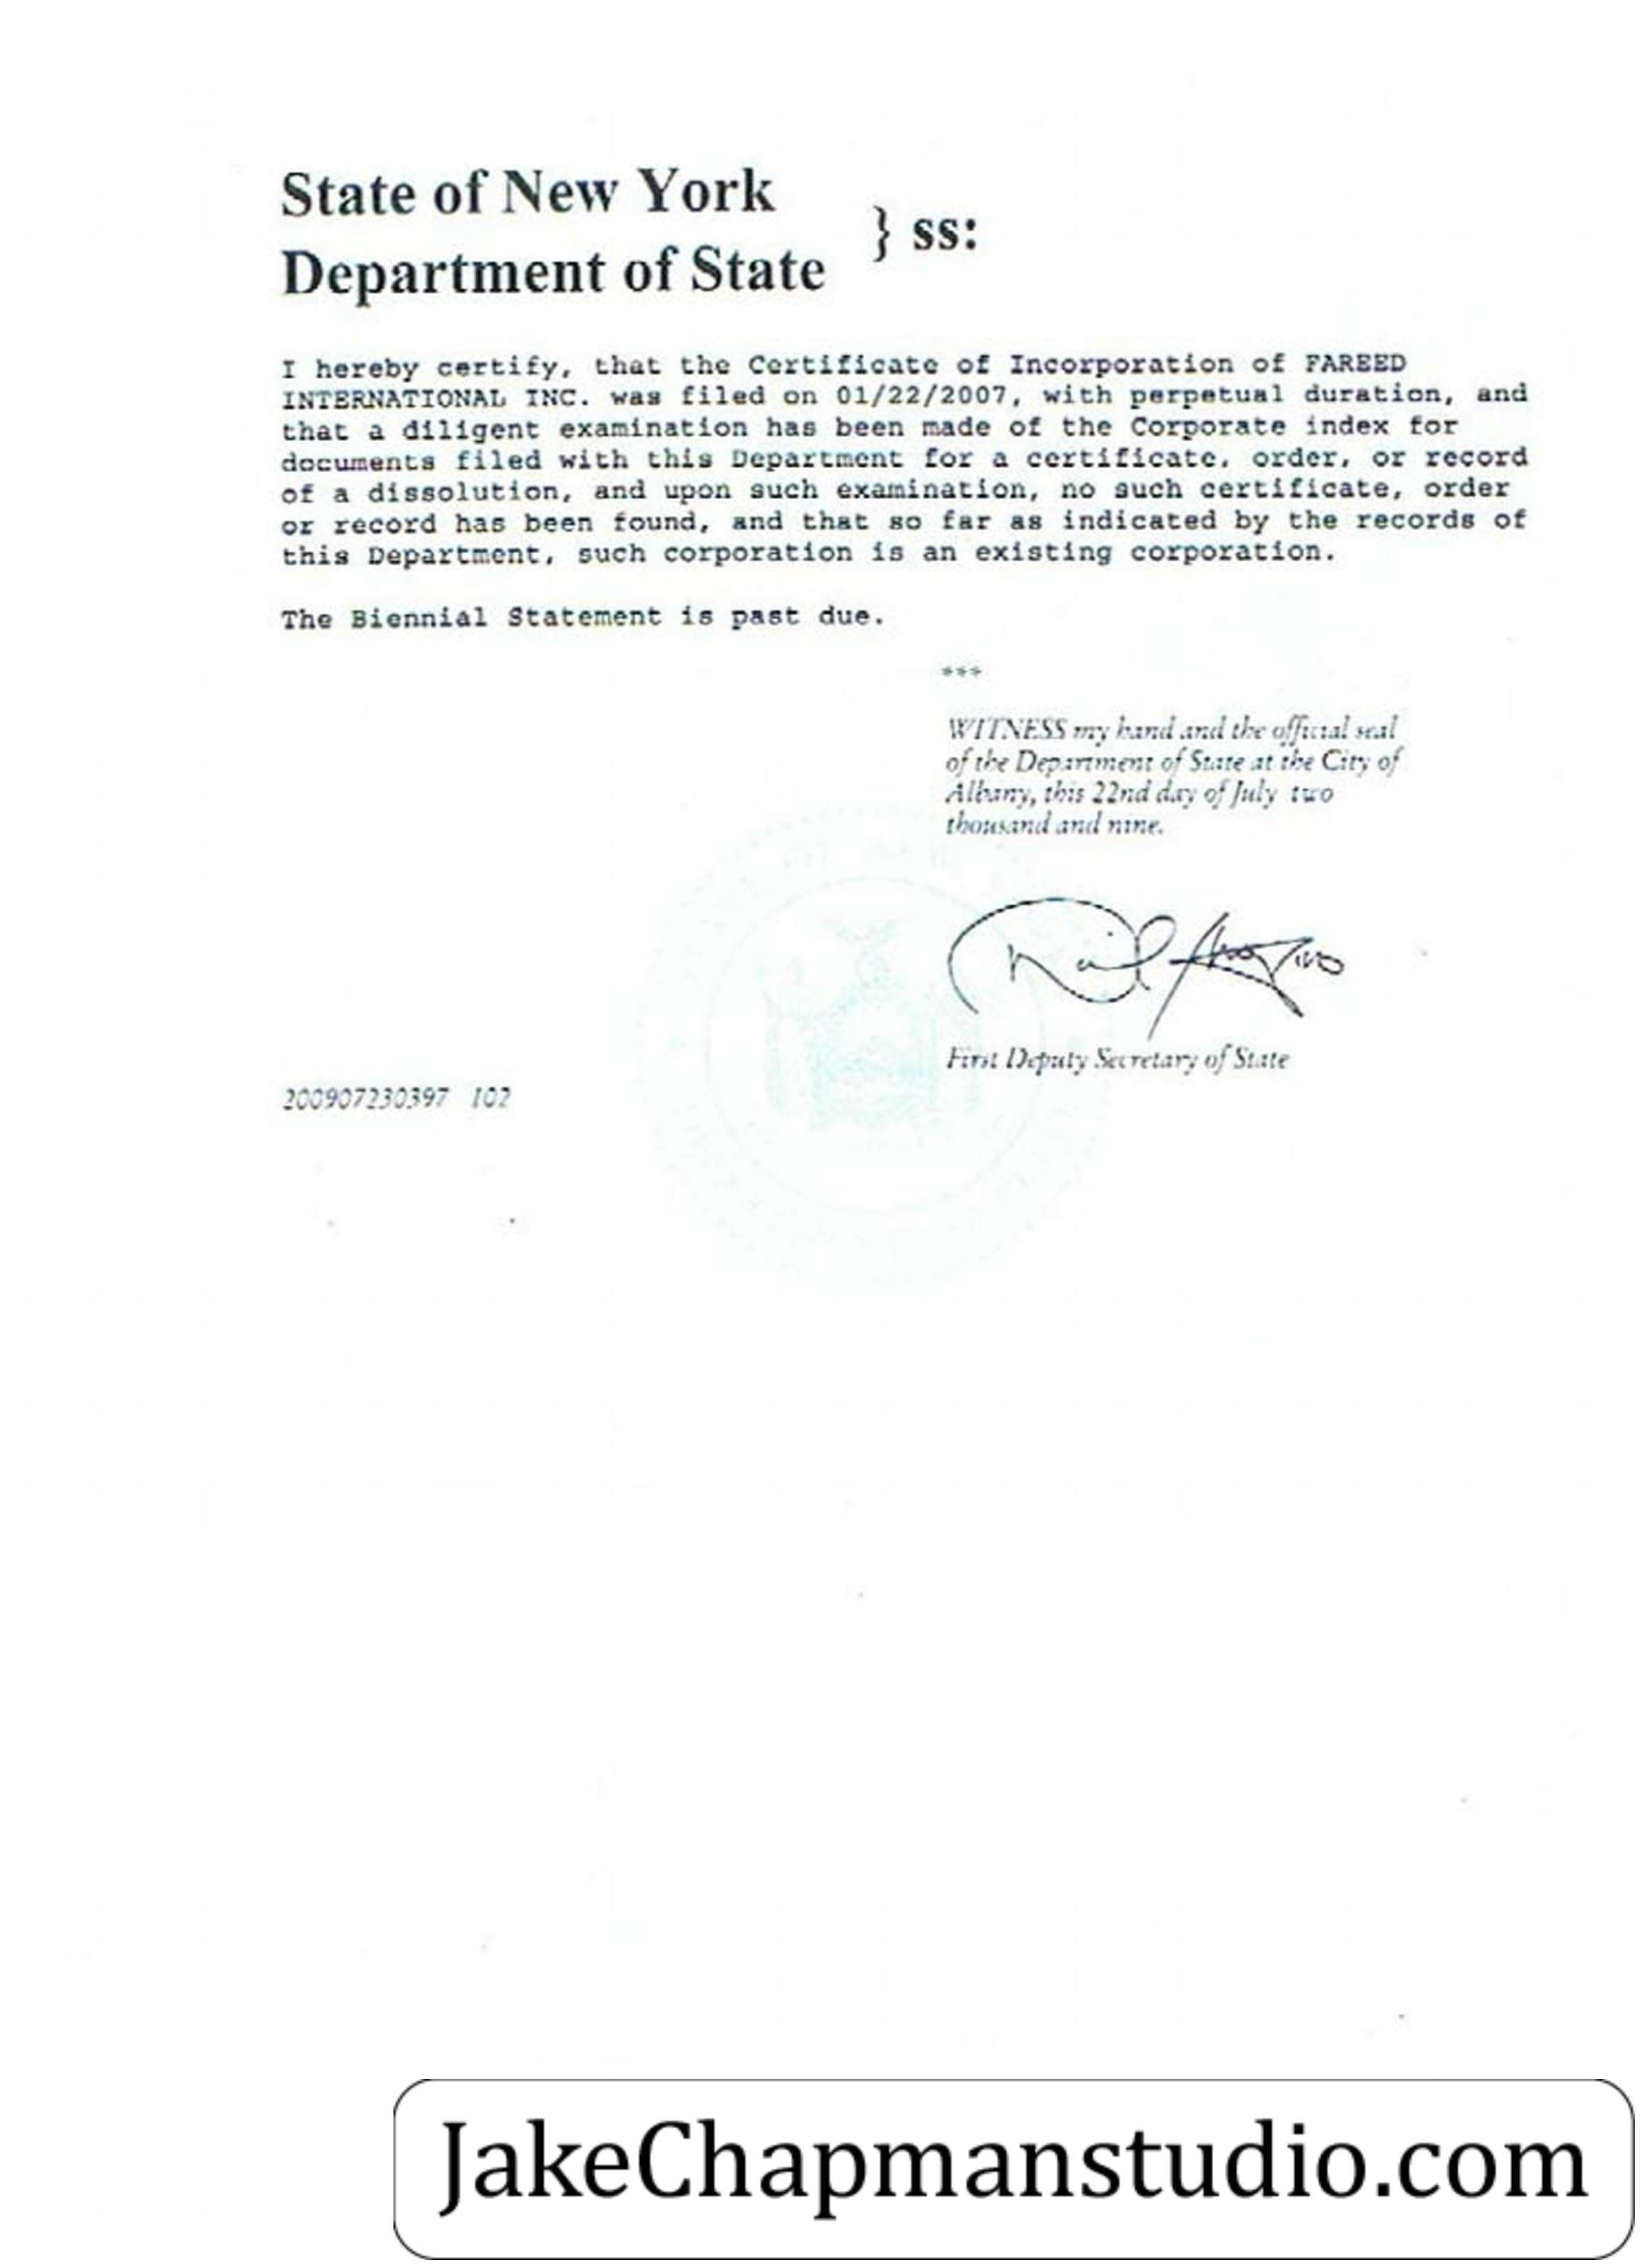 State of New York
Department of State } ss:
I hereby certify, that the Certificate of Incorporation of FAREED
INTERNATIONAL INC. was filed on 01/22/2007, with perpetual duration, and
that a diligent examination has been made of the Corporate index for
documents filed with this Department for a certificate, order, or record
of a dissolution, and upon such examination, no such certificate, order
or record has been found, and that so far as indicated by the records of
this Department, such corporation is an existing corporation.
The Biennial Statement is past due.
***
WITNESS my hand and the official seal
of the Department of State at the City of
Albany, this 22nd day of July two
thousand and nine.
First Deputy Secretary of State
200907230397 102
JakeChapmanstudio.com